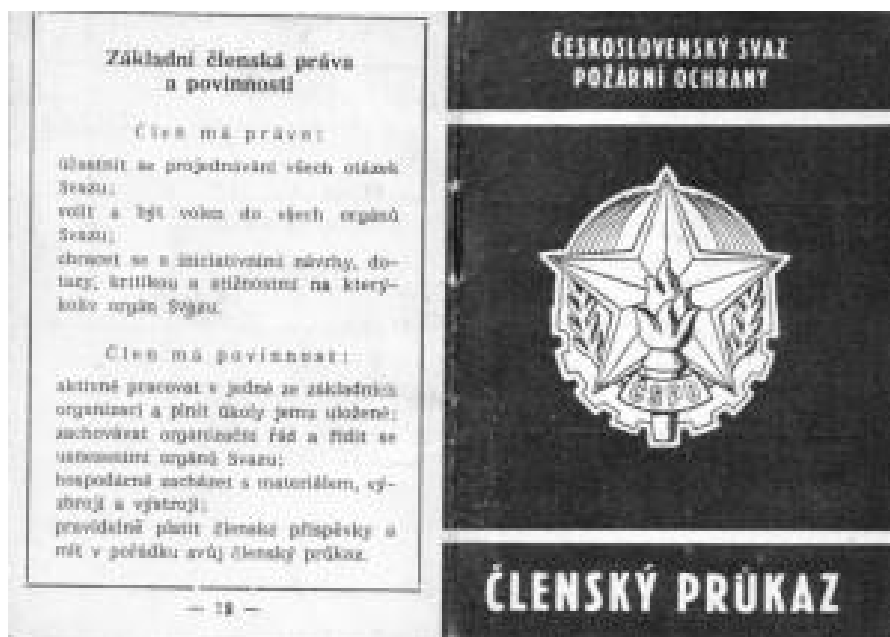 Základní členská práva
a povinnosti
Člen má právo:
účastnit se projednávání všech otázek
Svazu;
volit a být volen do všech orgánů
Svazu;
obracet se s iniciativními návrhy, do-
tazy, kritikou a stížnostmi na který-
koliv orgán Svazu.
Člen má povinnost:
aktivně pracovat v jedné ze základních
organizací a plnit úkoly jemu uložené;
zachovávat organizační řád a řídit se
usneseními orgánů Svazu;
hospodárně zacházet s materiálem, vý-
zbrojí a výstrojí;
pravidelně platit členské příspěvky a
mít v pořádku svůj členský průkaz.
ČESKOSLOVENSKÝ SVAZ
POŽÁRNÍ OCHRANY
ČSPO
ČLENSKÝ PRŮKAZ